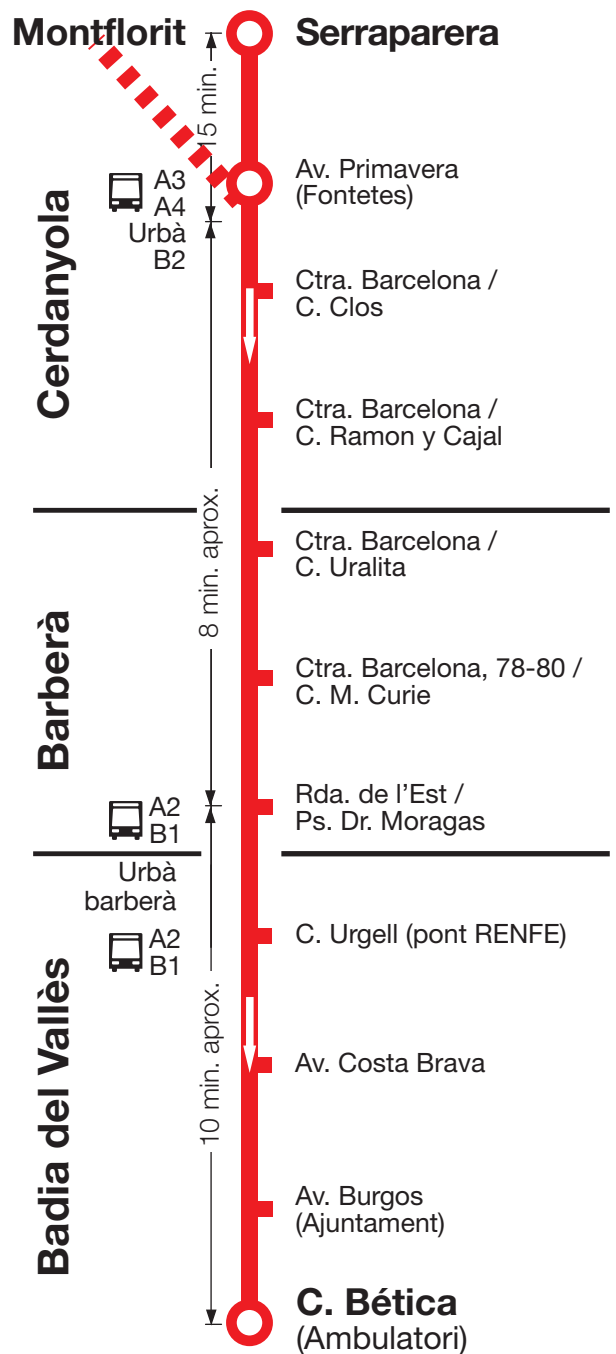 Montflorit
Serraparera
15 min.
Av. Primavera
(Fontetes)
A3
A4
Urbà
B2
Cerdanyola
Ctra. Barcelona /
C. Clos
Ctra. Barcelona /
C. Ramon y Cajal
8 min. aprox.
Barberà
Ctra. Barcelona /
C. Uralita
Ctra. Barcelona, 78-80 /
C. M. Curie
Rda. de l’Est /
Ps. Dr. Moragas
A2
B1
Urbà
barberà
A2
B1
Badia del Vallès
10 min. aprox.
C. Urgell (pont RENFE)
Av. Costa Brava
Av. Burgos
(Ajuntament)
C. Bética
(Ambulatori)